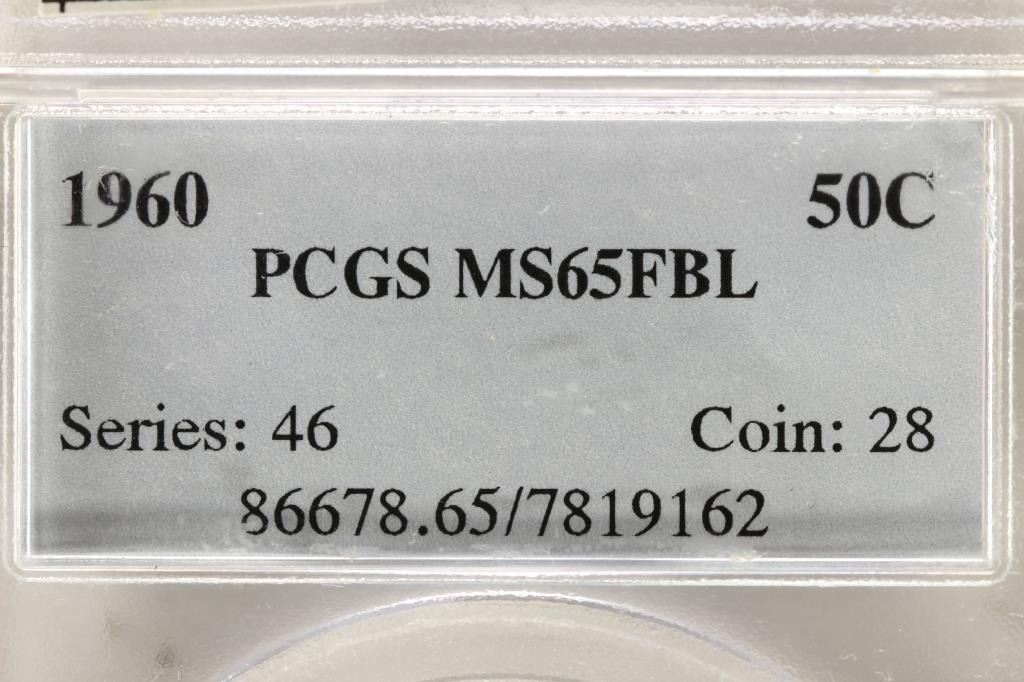 1960 50C
PCGS MS65FBL
Series: 46 Coin: 28
86678.65/7819162